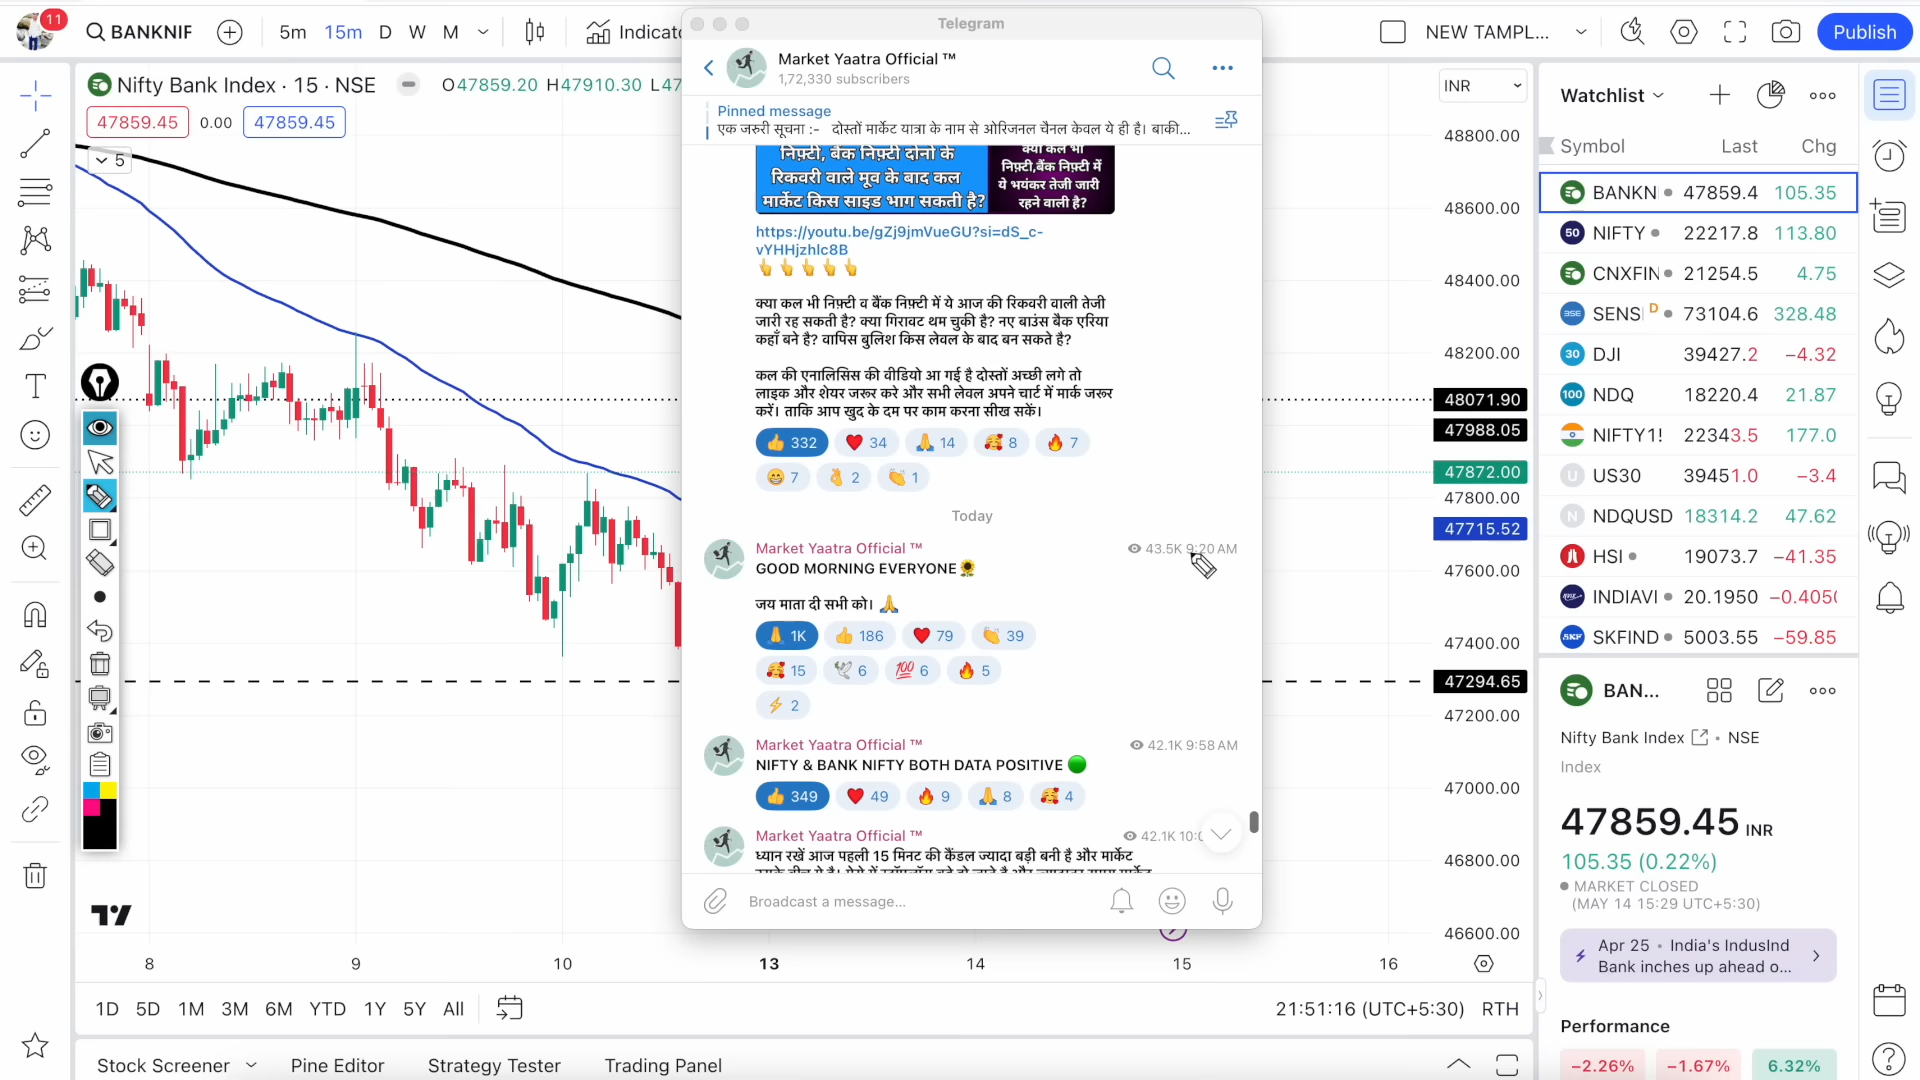 11
BANKNIF
5m 15m D W M
Indicato
Telegram
NEW TAMPL...
Publish
Nifty Bank Index · 15 · NSE
O47859.20 H47910.30 L47
47859.45 0.00 47859.45
5
Market Yaatra Official ™
1,72,330 subscribers
Pinned message
एक जरुरी सूचना :- दोस्तों मार्केट यात्रा के नाम से ओरिजनल चैनल केवल ये ही है। बाकी...
निफ़्टी, बैंक निफ़्टी दोनों के
रिकवरी वाले मूव के बाद कल
मार्केट किस साइड भाग सकती है?
क्या कल भी
निफ़्टी,बैंक निफ़्टी में
ये भयंकर तेजी जारी
रहने वाली है?
https://youtu.be/gZj9jmVueGU?si=dS_c-
vYHHjzhlc8B
👆👆👆👆👆
क्या कल भी निफ़्टी व बैंक निफ़्टी में ये आज की रिकवरी वाली तेजी
जारी रह सकती है? क्या गिरावट थम चुकी है? नए बाउंस बैक एरिया
कहाँ बने है? वापिस बुलिश किस लेवल के बाद बन सकते है?
कल की एनालिसिस की वीडियो आ गई है दोस्तों अच्छी लगे तो
लाइक और शेयर जरूर करे और सभी लेवल अपने चार्ट में मार्क जरूर
करें। ताकि आप खुद के दम पर काम करना सीख सकें।
👍 332 ❤️ 34 🙏 14 🥰 8 🔥 7
😁 7 👌 2 👏 1
Today
Market Yaatra Official ™ 43.5K 9:20 AM
GOOD MORNING EVERYONE🌻
जय माता दी सभी को। 🙏
🙏 1K 👍 186 ❤️ 79 👏 39
🥰 15 🕊 6 💯 6 🔥 5
⚡ 2
Market Yaatra Official ™ 42.1K 9:58 AM
NIFTY & BANK NIFTY BOTH DATA POSITIVE 🟢
👍 349 ❤️ 49 🔥 9 🙏 8 🥰 4
Market Yaatra Official ™ 42.1K 10:0
ध्यान रखें आज पहली 15 मिनट की कैंडल ज्यादा बड़ी बनी है और मार्केट
Broadcast a message...
INR
48800.00
48600.00
48400.00
48200.00
48071.90
47988.05
47872.00
47800.00
47715.52
47600.00
47400.00
47294.65
47200.00
47000.00
46800.00
46600.00
8 9 10 13 14 15 16
1D 5D 1M 3M 6M YTD 1Y 5Y All
21:51:16 (UTC+5:30) RTH
Stock Screener Pine Editor Strategy Tester Trading Panel
Watchlist
Symbol Last Chg
BANKN 47859.4 105.35
50 NIFTY 22217.8 113.80
CNXFIN 21254.5 4.75
BSE SENS D 73104.6 328.48
30 DJI 39427.2 −4.32
100 NDQ 18220.4 21.87
NIFTY1! 22343.5 177.0
U US30 39451.0 −3.4
N NDQUSD 18314.2 47.62
HSI 19073.7 −41.35
INDIAVI 20.1950 −0.405(
SKF SKFIND 5003.55 −59.85
BAN...
Nifty Bank Index • NSE
Index
47859.45 INR
105.35 (0.22%)
MARKET CLOSED
(MAY 14 15:29 UTC+5:30)
Apr 25 • India's IndusInd
Bank inches up ahead o...
Performance
−2.26% −1.67% 6.32%